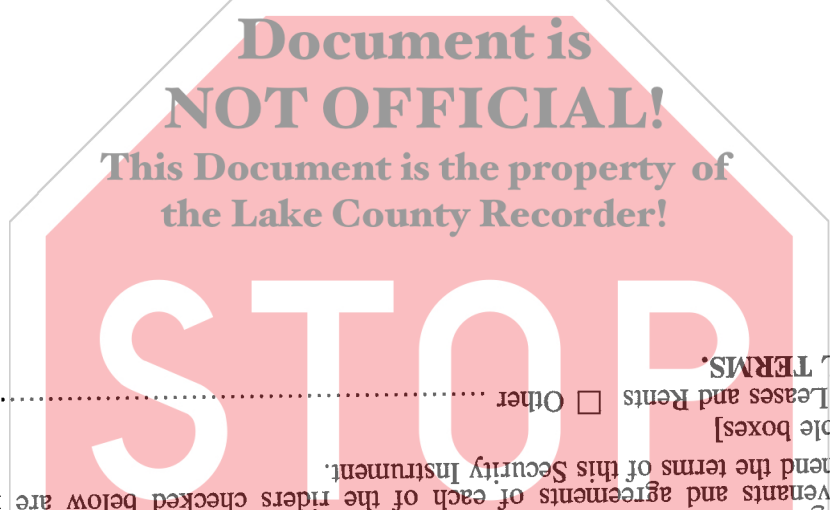 Document is
NOT OFFICIAL!
This Document is the property of
the Lake County Recorder!
STOP
venants and agreements of each of the riders checked below are
end the terms of this Security Instrument.
ble boxes]
Leases and Rents ☐ Other ........................................................
. TERMS.